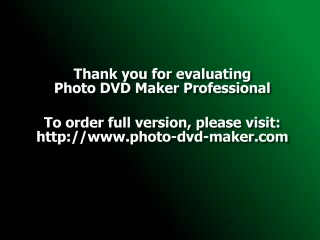 Thank you for evaluating
Photo DVD Maker Professional
To order full version, please visit:
http://www.photo-dvd-maker.com